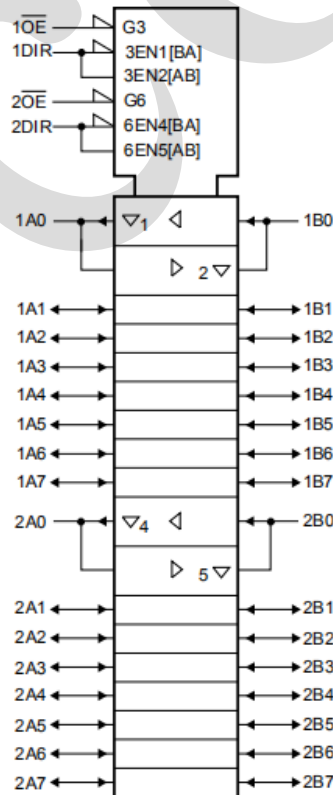 1O̅E̅ G3
1DIR 3EN1[BA]
3EN2[AB]
2O̅E̅ G6
2DIR 6EN4[BA]
6EN5[AB]
1A0 ▽1 ◁ 1B0
▷ 2 ▽
1A1 1B1
1A2 1B2
1A3 1B3
1A4 1B4
1A5 1B5
1A6 1B6
1A7 1B7
2A0 ▽4 ◁ 2B0
▷ 5 ▽
2A1 2B1
2A2 2B2
2A3 2B3
2A4 2B4
2A5 2B5
2A6 2B6
2A7 2B7